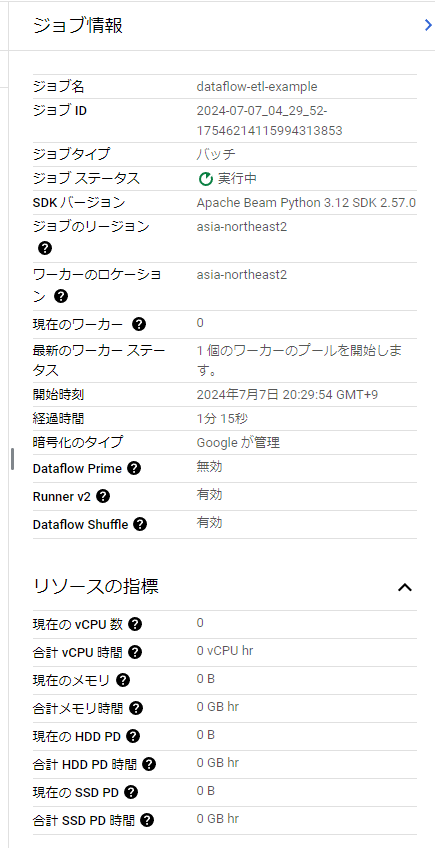 ジョブ情報
ジョブ名 dataflow-etl-example
ジョブ ID 2024-07-07_04_29_52-
17546214115994313853
ジョブタイプ バッチ
ジョブ ステータス 実行中
SDK バージョン Apache Beam Python 3.12 SDK 2.57.0
ジョブのリージョン asia-northeast2
ワーカーのロケーショ asia-northeast2
ン
現在のワーカー 0
最新のワーカー ステー 1 個のワーカーのプールを開始しま
タス す。
開始時刻 2024年7月7日 20:29:54 GMT+9
経過時間 1分 15秒
暗号化のタイプ Google が管理
Dataflow Prime 無効
Runner v2 有効
Dataflow Shuffle 有効
リソースの指標
現在の vCPU 数 0
合計 vCPU 時間 0 vCPU hr
現在のメモリ 0 B
合計メモリ時間 0 GB hr
現在の HDD PD 0 B
合計 HDD PD 時間 0 GB hr
現在の SSD PD 0 B
合計 SSD PD 時間 0 GB hr